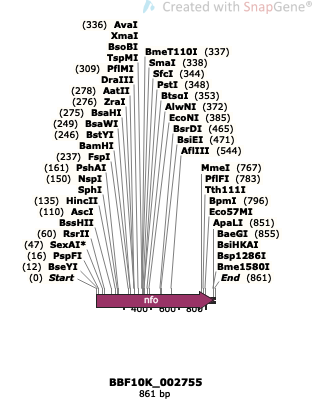 Created with SnapGene®
(336) AvaI
XmaI
BsoBI
TspMI
(309) PflMI
DraIII
(278) AatII
(276) ZraI
(275) BsaHI
(249) BsaWI
(246) BstYI
BamHI
(237) FspI
(161) PshAI
(150) NspI
SphI
(135) HincII
(110) AscI
BssHII
(60) RsrII
(47) SexAI*
(16) PspFI
(12) BseYI
(0) Start
BmeT110I (337)
SmaI (338)
SfcI (344)
PstI (348)
BtsαI (353)
AlwNI (372)
EcoNI (385)
BsrDI (465)
BsiEI (471)
AflIII (544)
MmeI (767)
PflFI (783)
Tth111I
BpmI (796)
Eco57MI
ApaLI (851)
BaeGI (855)
BsiHKAI
Bsp1286I
Bme1580I
End (861)
nfo
400 600 800
BBF10K_002755
861 bp